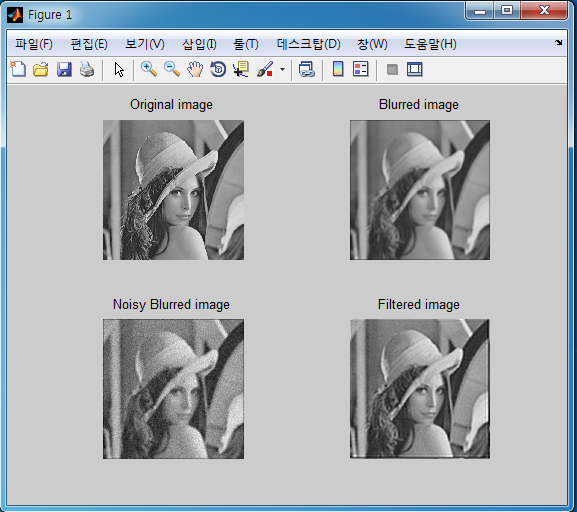 Figure 1
파일(F) 편집(E) 보기(V) 삽입(I) 툴(T) 데스크탑(D) 창(W) 도움말(H)
Original image
Blurred image
Noisy Blurred image
Filtered image